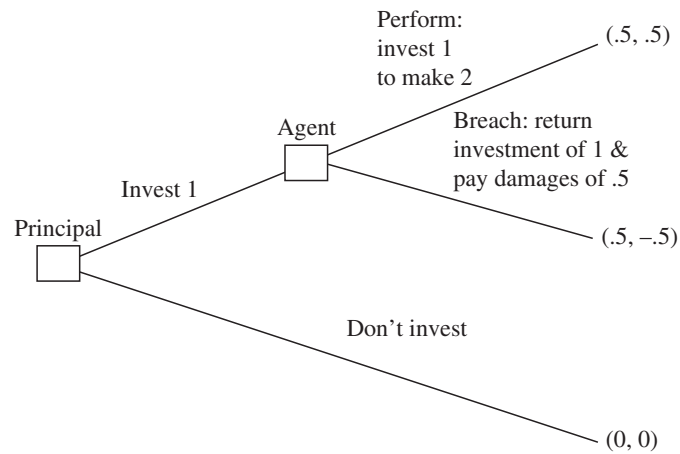 Perform:
invest 1
to make 2
(.5, .5)
Agent
Breach: return
investment of 1 &
pay damages of .5
Invest 1
Principal
(.5, –.5)
Don’t invest
(0, 0)